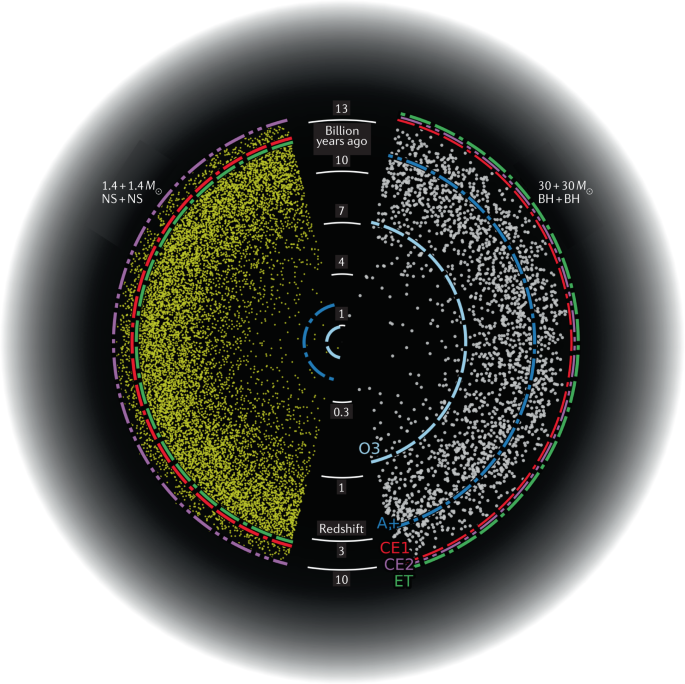 13
Billion
years ago
10
1.4 + 1.4 M⊙
NS + NS
30 + 30 M⊙
BH + BH
7
4
1
0.3
O3
1
Redshift
A+
3
CE1
CE2
10
ET